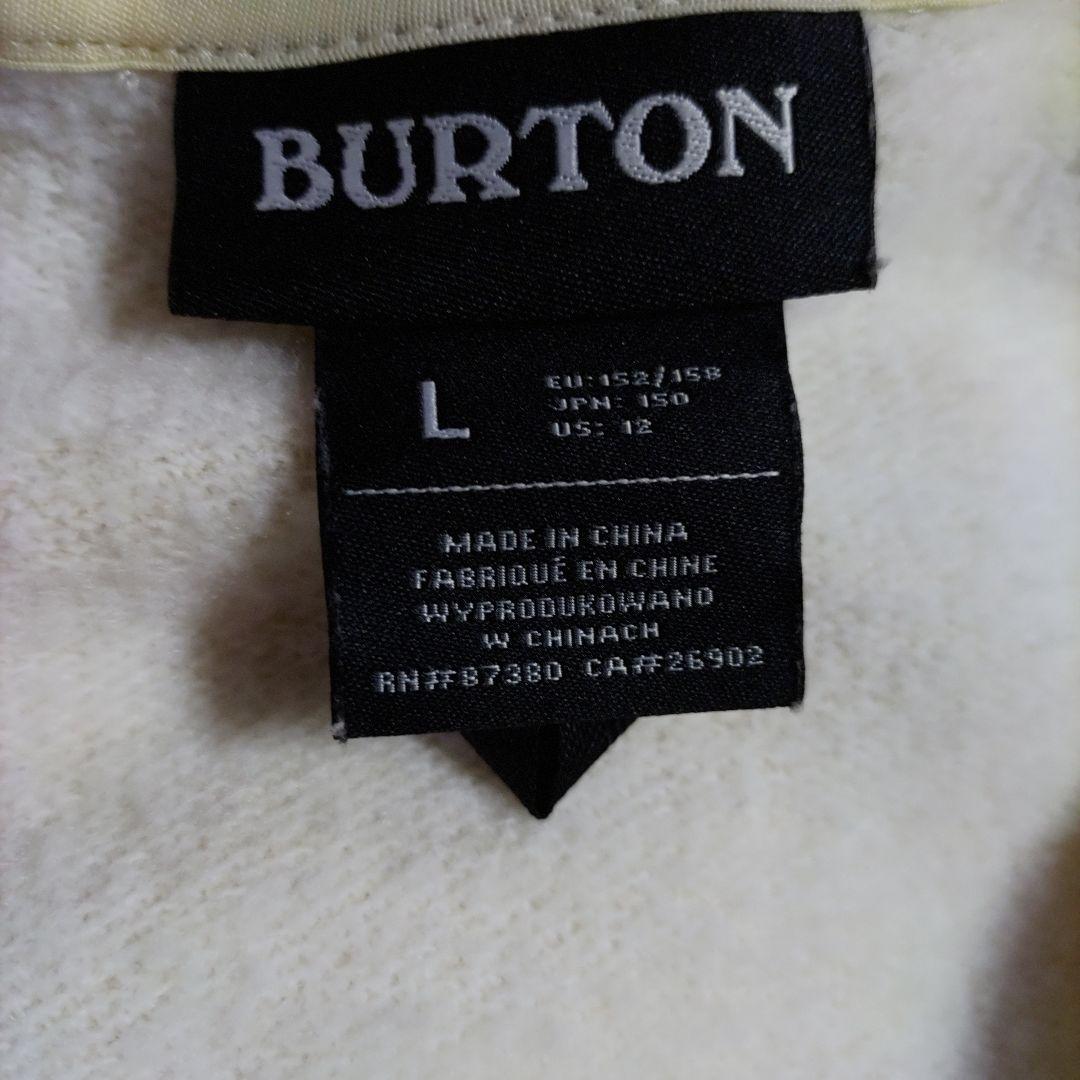 BURTON
L
EU: 152/158
JPN: 150
US: 12
MADE IN CHINA
FABRIQUÉ EN CHINE
WYPRODUKOWANO
W CHINACH
RN#87380 CA#26902